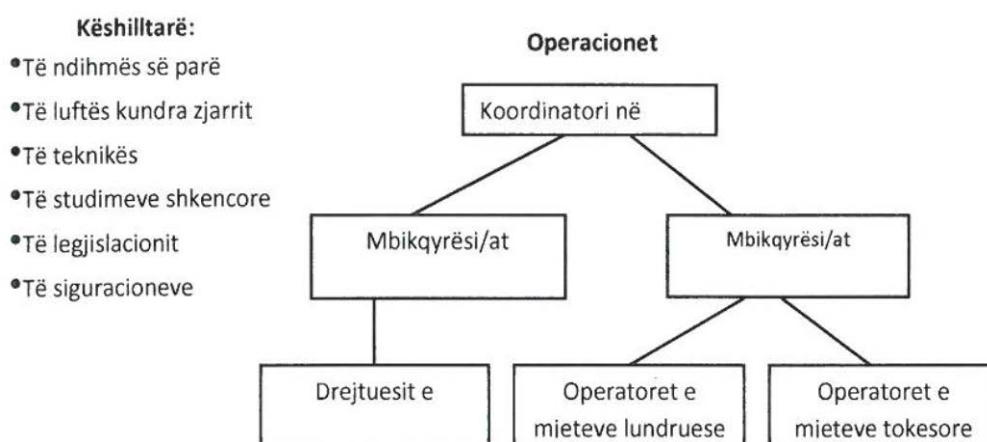 Këshilltarë:
•Të ndihmës së parë
•Të luftës kundra zjarrit
•Të teknikës
•Të studimeve shkencore
•Të legjislacionit
•Të siguracioneve
Operacionet
Koordinatori në
Mbikqyrësi/at
Mbikqyrësi/at
Drejtuesit e
Operatoret e
mjeteve lundruese
Operatoret e
mjeteve tokesore